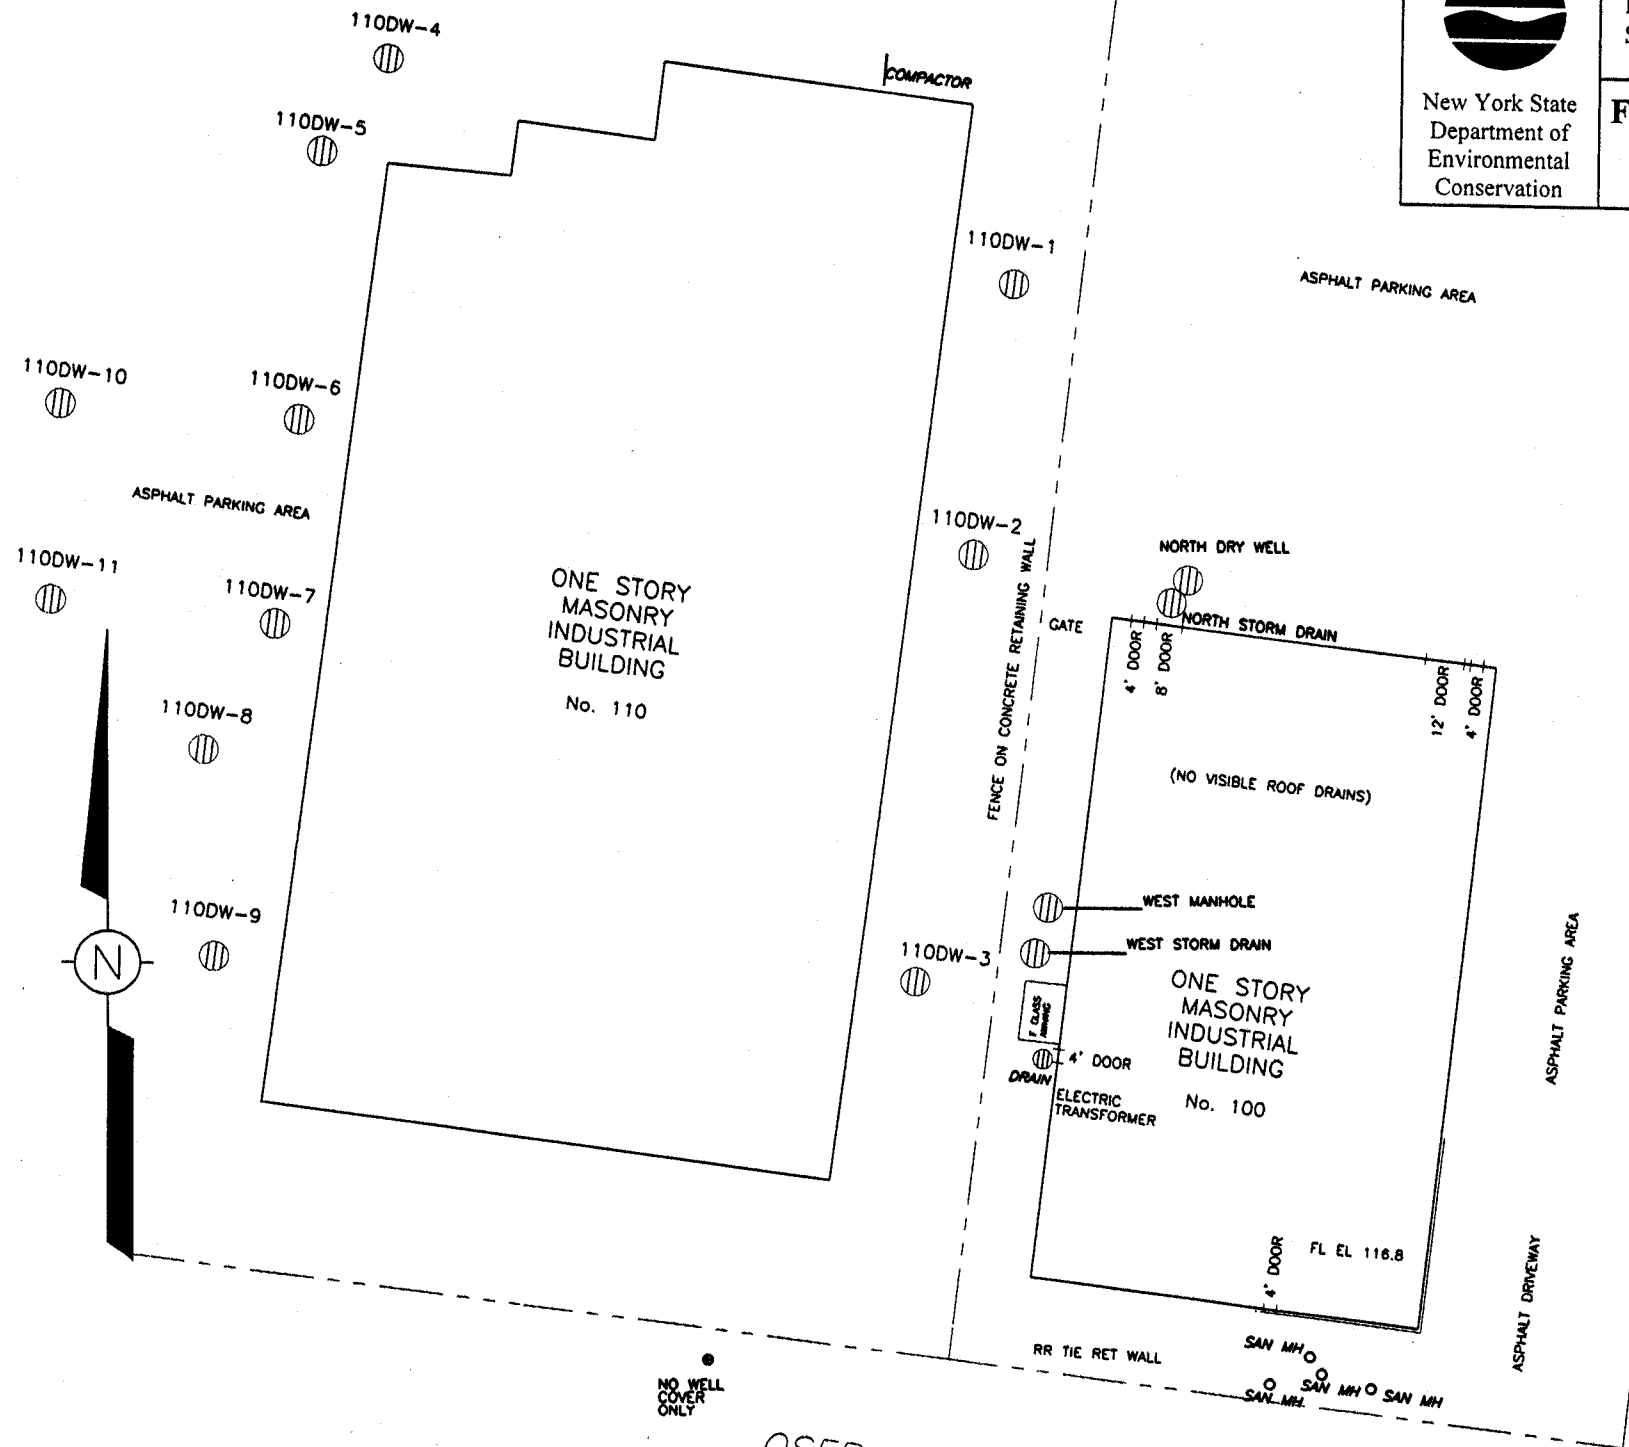 110DW-4
COMPACTOR
New York State
Department of
Environmental
Conservation
F
110DW-5
110DW-1
ASPHALT PARKING AREA
110DW-10
110DW-6
ASPHALT PARKING AREA
110DW-2
110DW-11
110DW-7
ONE STORY
MASONRY
INDUSTRIAL
BUILDING
No. 110
FENCE ON CONCRETE RETAINING WALL
NORTH DRY WELL
GATE
NORTH STORM DRAIN
4' DOOR
8' DOOR
12' DOOR
4' DOOR
110DW-8
(NO VISIBLE ROOF DRAINS)
110DW-9
WEST MANHOLE
110DW-3
WEST STORM DRAIN
N
ONE STORY
MASONRY
INDUSTRIAL
BUILDING
No. 100
ASPHALT PARKING AREA
4' DOOR
DRAIN
ELECTRIC
TRANSFORMER
4' DOOR
FL EL 116.8
ASPHALT DRIVEWAY
RR TIE RET WALL
SAN MH
SAN MH
SAN MH
SAN MH
NO WELL
COVER
ONLY